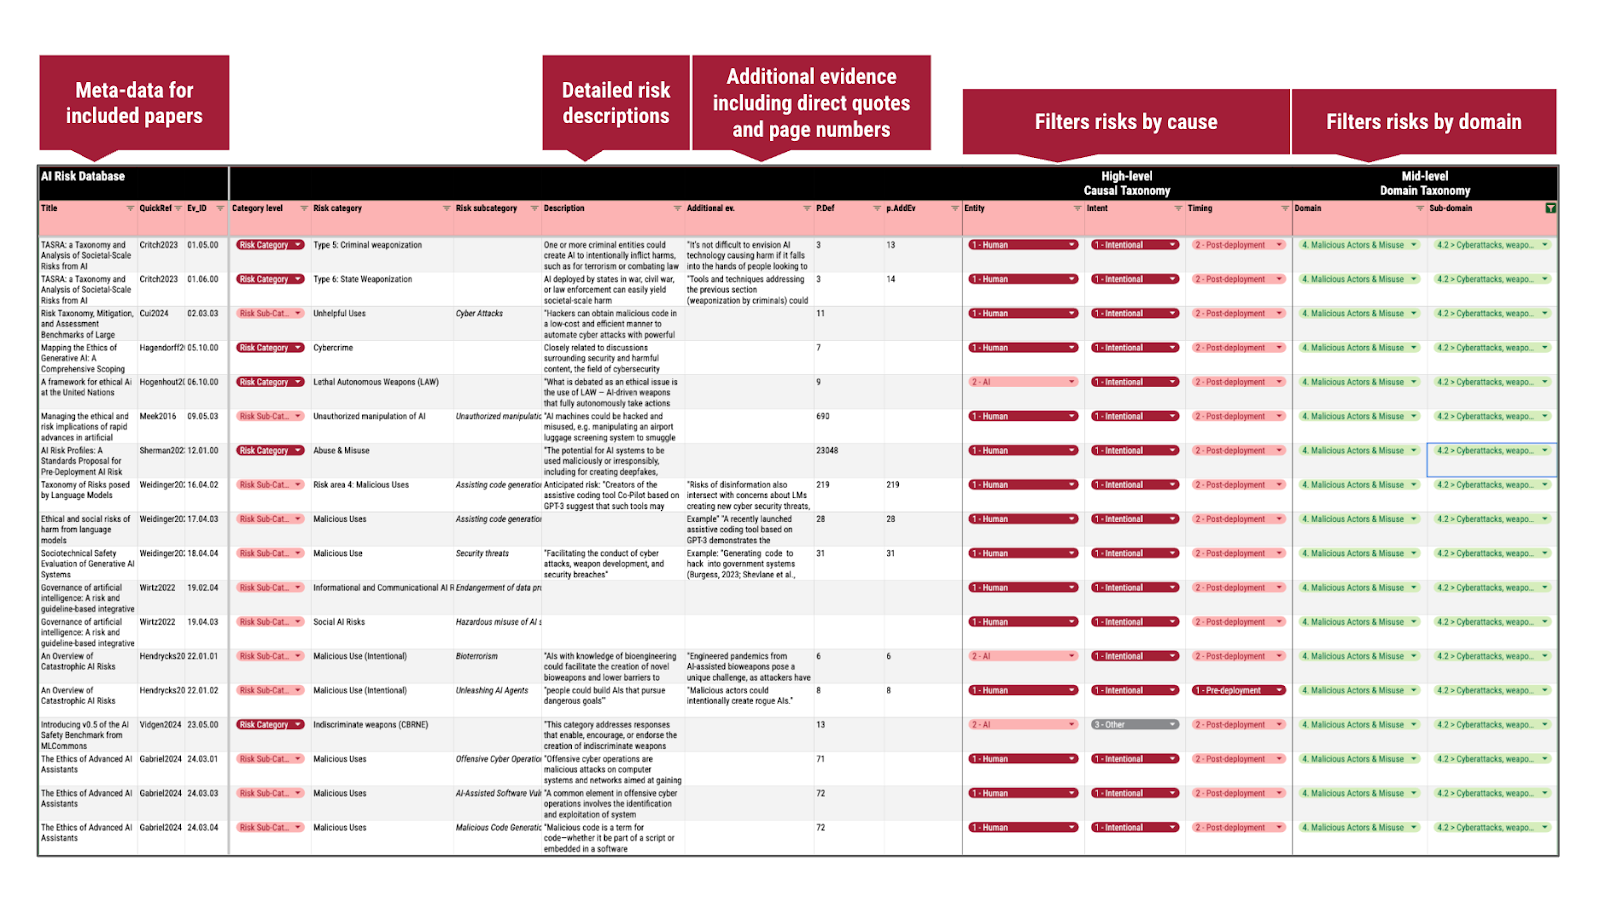 Meta-data for
included papers
Detailed risk
descriptions
Additional evidence
including direct quotes
and page numbers
Filters risks by cause
Filters risks by domain
AI Risk Database
High-level
Causal Taxonomy
Mid-level
Domain Taxonomy
Title QuickRef Ev_ID Category level Risk category Risk subcategory Description Additional ev. P.Def p.AddEv Entity Intent Timing Domain Sub-domain
TASRA: a Taxonomy and
Analysis of Societal-Scale
Risks from AI
Critch2023 01.05.00 Risk Category Type 5: Criminal weaponization
One or more criminal entities could
create AI to intentionally inflict harms,
such as for terrorism or combating law
"It's not difficult to envision AI
technology causing harm if it falls
into the hands of people looking to
3 13 1 - Human 1 - Intentional 2 - Post-deployment 4. Malicious Actors & Misuse 4.2 > Cyberattacks, weapo...
TASRA: a Taxonomy and
Analysis of Societal-Scale
Risks from AI
Critch2023 01.06.00 Risk Category Type 6: State Weaponization
AI deployed by states in war, civil war,
or law enforcement can easily yield
societal-scale harm
"Tools and techniques addressing
the previous section
(weaponization by criminals) could
3 14 1 - Human 1 - Intentional 2 - Post-deployment 4. Malicious Actors & Misuse 4.2 > Cyberattacks, weapo...
Risk Taxonomy, Mitigation,
and Assessment
Benchmarks of Large
Cui2024 02.03.03 Risk Sub-Cat... Unhelpful Uses Cyber Attacks
"Hackers can obtain malicious code in
a low-cost and efficient manner to
automate cyber attacks with powerful
11 1 - Human 1 - Intentional 2 - Post-deployment 4. Malicious Actors & Misuse 4.2 > Cyberattacks, weapo...
Mapping the Ethics of
Generative AI: A
Comprehensive Scoping
Hagendorff2 05.10.00 Risk Category Cybercrime
Closely related to discussions
surrounding security and harmful
content, the field of cybersecurity
7 1 - Human 1 - Intentional 2 - Post-deployment 4. Malicious Actors & Misuse 4.2 > Cyberattacks, weapo...
A framework for ethical AI
at the United Nations
Hogenhout2 06.10.00 Risk Category Lethal Autonomous Weapons (LAW)
"What is debated as an ethical issue is
the use of LAW — AI-driven weapons
that fully autonomously take actions
9 2 - AI 1 - Intentional 2 - Post-deployment 4. Malicious Actors & Misuse 4.2 > Cyberattacks, weapo...
Managing the ethical and
risk implications of rapid
advances in artificial
Meek2016 09.05.03 Risk Sub-Cat... Unauthorized manipulation of AI Unauthorized manipulatic
"AI machines could be hacked and
misused, e.g. manipulating an airport
luggage screening system to smuggle
690 1 - Human 1 - Intentional 2 - Post-deployment 4. Malicious Actors & Misuse 4.2 > Cyberattacks, weapo...
AI Risk Profiles: A
Standards Proposal for
Pre-Deployment AI Risk
Sherman202 12.01.00 Risk Category Abuse & Misuse
"The potential for AI systems to be
used maliciously or irresponsibly,
including for creating deepfakes,
23048 1 - Human 1 - Intentional 2 - Post-deployment 4. Malicious Actors & Misuse 4.2 > Cyberattacks, weapo...
Taxonomy of Risks posed
by Language Models
Weidinger20 16.04.02 Risk Sub-Cat... Risk area 4: Malicious Uses Assisting code generation
Anticipated risk: "Creators of the
assistive coding tool Co-Pilot based on
GPT-3 suggest that such tools may
"Risks of disinformation also
intersect with concerns about LMs
creating new cyber security threats,
219 219 1 - Human 1 - Intentional 2 - Post-deployment 4. Malicious Actors & Misuse 4.2 > Cyberattacks, weapo...
Ethical and social risks of
harm from language
models
Weidinger20 17.04.03 Risk Sub-Cat... Malicious Uses Assisting code generation
Example" "A recently launched
assistive coding tool based on
GPT-3 demonstrates the
28 28 1 - Human 1 - Intentional 2 - Post-deployment 4. Malicious Actors & Misuse 4.2 > Cyberattacks, weapo...
Sociotechnical Safety
Evaluation of Generative AI
Systems
Weidinger20 18.04.04 Risk Sub-Cat... Malicious Use Security threats
"Facilitating the conduct of cyber
attacks, weapon development, and
security breaches"
Example: "Generating code to
hack into government systems
(Burgess, 2023; Shevlane et al.,
31 31 1 - Human 1 - Intentional 2 - Post-deployment 4. Malicious Actors & Misuse 4.2 > Cyberattacks, weapo...
Governance of artificial
intelligence: A risk and
guideline-based integrative
Wirtz2022 19.02.04 Risk Sub-Cat... Informational and Communicational AI R Endangerment of data pri
1 - Human 1 - Intentional 2 - Post-deployment 4. Malicious Actors & Misuse 4.2 > Cyberattacks, weapo...
Governance of artificial
intelligence: A risk and
guideline-based integrative
Wirtz2022 19.04.03 Risk Sub-Cat... Social AI Risks Hazardous misuse of AI s
1 - Human 1 - Intentional 2 - Post-deployment 4. Malicious Actors & Misuse 4.2 > Cyberattacks, weapo...
An Overview of
Catastrophic AI Risks
Hendrycks20 22.01.01 Risk Sub-Cat... Malicious Use (Intentional) Bioterrorism
"AIs with knowledge of bioengineering
could facilitate the creation of novel
bioweapons and lower barriers to
"Engineered pandemics from
AI-assisted bioweapons pose a
unique challenge, as attackers have
6 6 2 - AI 1 - Intentional 2 - Post-deployment 4. Malicious Actors & Misuse 4.2 > Cyberattacks, weapo...
An Overview of
Catastrophic AI Risks
Hendrycks20 22.01.02 Risk Sub-Cat... Malicious Use (Intentional) Unleashing AI Agents
"people could build AIs that pursue
dangerous goals"
"Malicious actors could
intentionally create rogue AIs."
8 8 1 - Human 1 - Intentional 1 - Pre-deployment 4. Malicious Actors & Misuse 4.2 > Cyberattacks, weapo...
Introducing v0.5 of the AI
Safety Benchmark from
MLCommons
Vidgen2024 23.05.00 Risk Category Indiscriminate weapons (CBRNE)
"This category addresses responses
that enable, encourage, or endorse the
creation of indiscriminate weapons
13 2 - AI 3 - Other 2 - Post-deployment 4. Malicious Actors & Misuse 4.2 > Cyberattacks, weapo...
The Ethics of Advanced AI
Assistants
Gabriel2024 24.03.01 Risk Sub-Cat... Malicious Uses Offensive Cyber Operatio
"Offensive cyber operations are
malicious attacks on computer
systems and networks aimed at gaining
71 1 - Human 1 - Intentional 2 - Post-deployment 4. Malicious Actors & Misuse 4.2 > Cyberattacks, weapo...
The Ethics of Advanced AI
Assistants
Gabriel2024 24.03.03 Risk Sub-Cat... Malicious Uses AI-Assisted Software Vul
"A common element in offensive cyber
operations involves the identification
and exploitation of system
72 1 - Human 1 - Intentional 2 - Post-deployment 4. Malicious Actors & Misuse 4.2 > Cyberattacks, weapo...
The Ethics of Advanced AI
Assistants
Gabriel2024 24.03.04 Risk Sub-Cat... Malicious Uses Malicious Code Generatic
"Malicious code is a term for
code—whether it be part of a script or
embedded in a software
72 1 - Human 1 - Intentional 2 - Post-deployment 4. Malicious Actors & Misuse 4.2 > Cyberattacks, weapo...